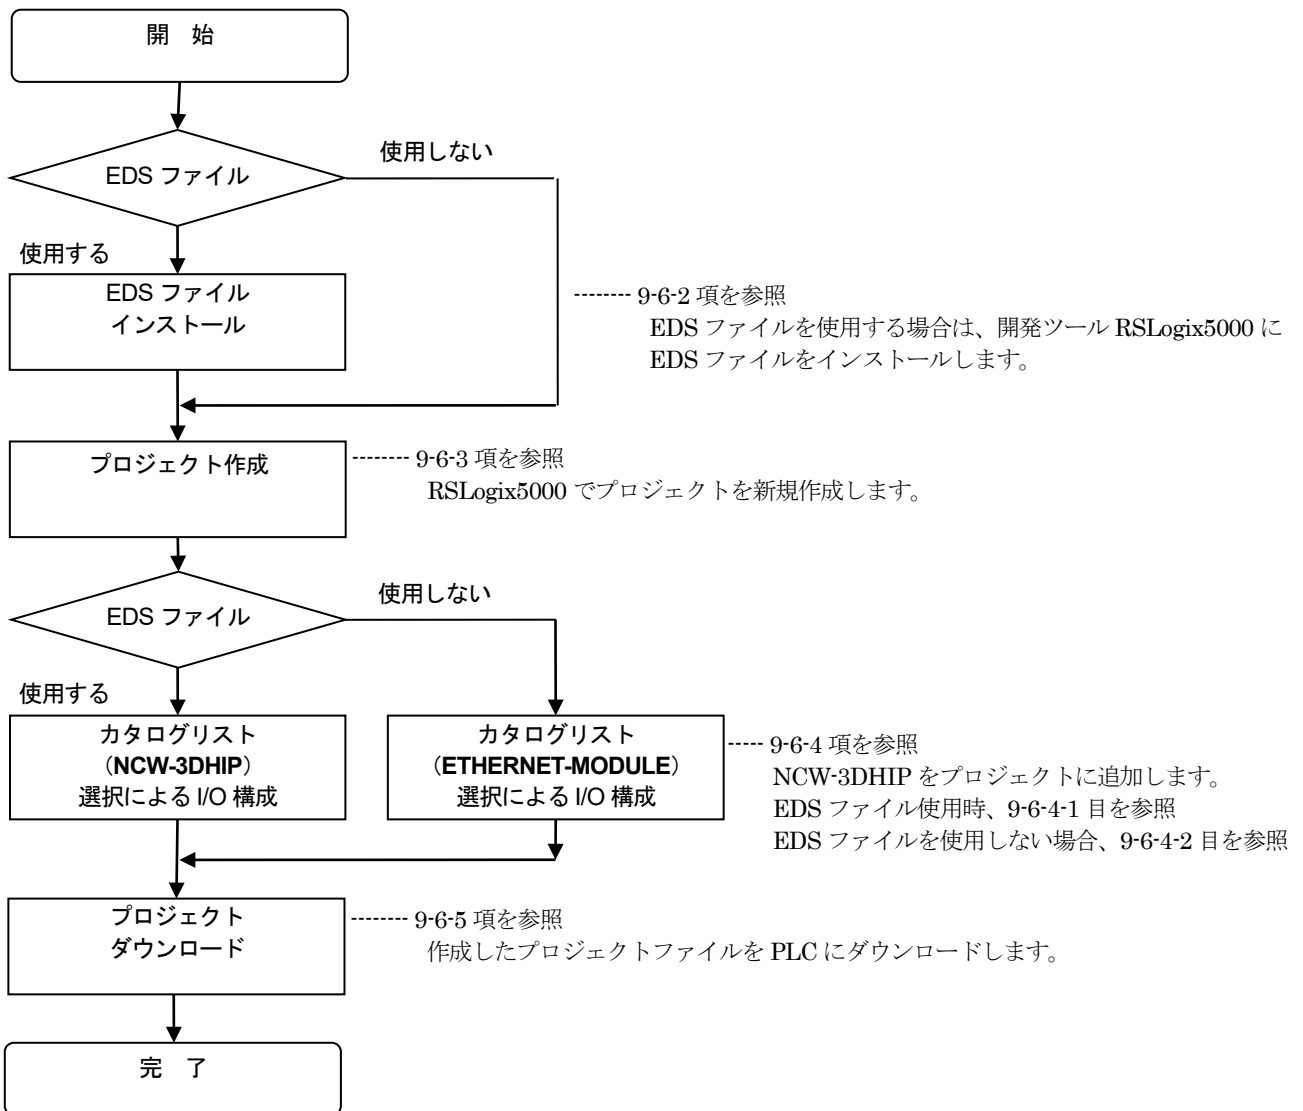 開　始
EDS ファイル
使用しない
使用する
EDS ファイル
インストール
-------- 9-6-2 項を参照
EDS ファイルを使用する場合は、開発ツール RSLogix5000 に
EDS ファイルをインストールします。
プロジェクト作成
-------- 9-6-3 項を参照
RSLogix5000 でプロジェクトを新規作成します。
EDS ファイル
使用しない
使用する
カタログリスト
（NCW-3DHIP）
選択による I/O 構成
カタログリスト
（ETHERNET-MODULE）
選択による I/O 構成
----- 9-6-4 項を参照
NCW-3DHIP をプロジェクトに追加します。
EDS ファイル使用時、9-6-4-1 目を参照
EDS ファイルを使用しない場合、9-6-4-2 目を参照
プロジェクト
ダウンロード
-------- 9-6-5 項を参照
作成したプロジェクトファイルを PLC にダウンロードします。
完　了